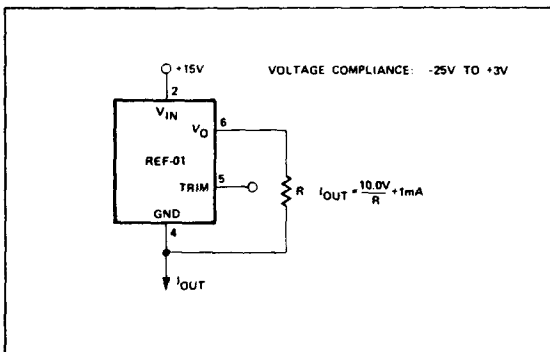 +15V
VOLTAGE COMPLIANCE: -25V TO +3V
2
VIN
VO
6
REF-01
5
TRIM
R
IOUT = 10.0V/R +1mA
GND
4
IOUT